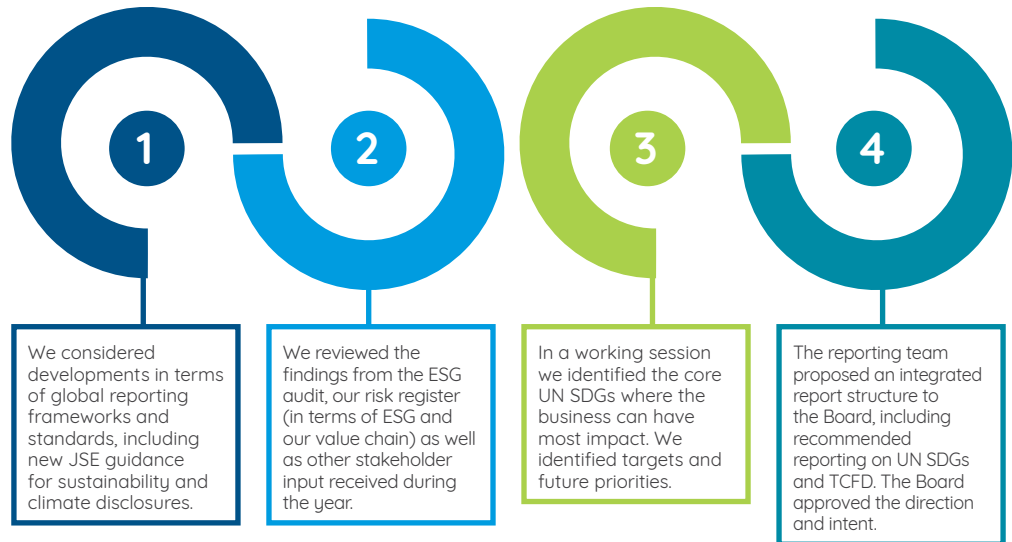 1
We considered
developments in terms
of global reporting
frameworks and
standards, including
new JSE guidance
for sustainability and
climate disclosures.
2
We reviewed the
findings from the ESG
audit, our risk register
(in terms of ESG and
our value chain) as well
as other stakeholder
input received during
the year.
3
In a working session
we identified the core
UN SDGs where the
business can have
most impact. We
identified targets and
future priorities.
4
The reporting team
proposed an integrated
report structure to
the Board, including
recommended
reporting on UN SDGs
and TCFD. The Board
approved the direction
and intent.